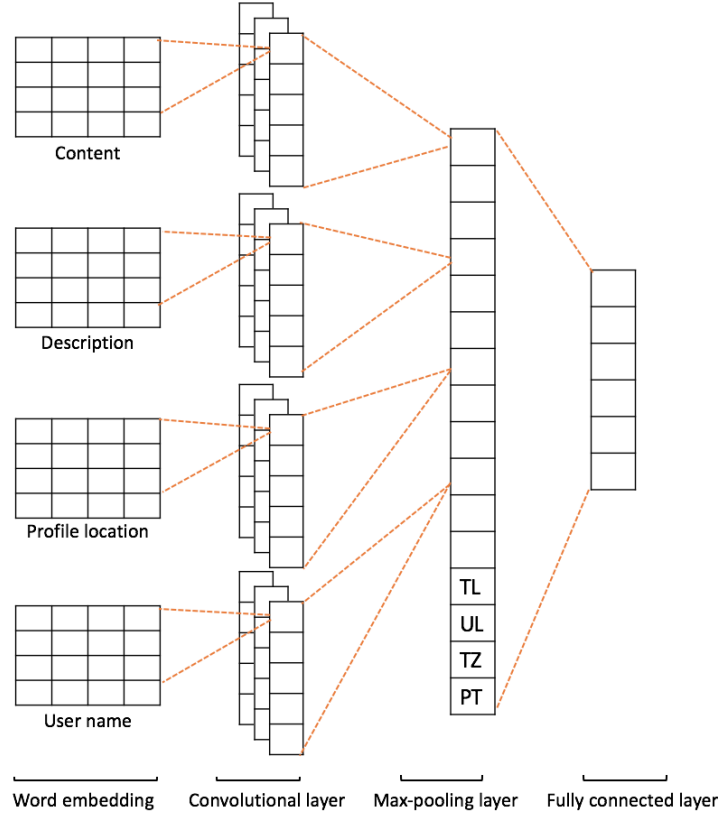 Content
Description
Profile location
User name
TL
UL
TZ
PT
Word embedding
Convolutional layer
Max-pooling layer
Fully connected layer